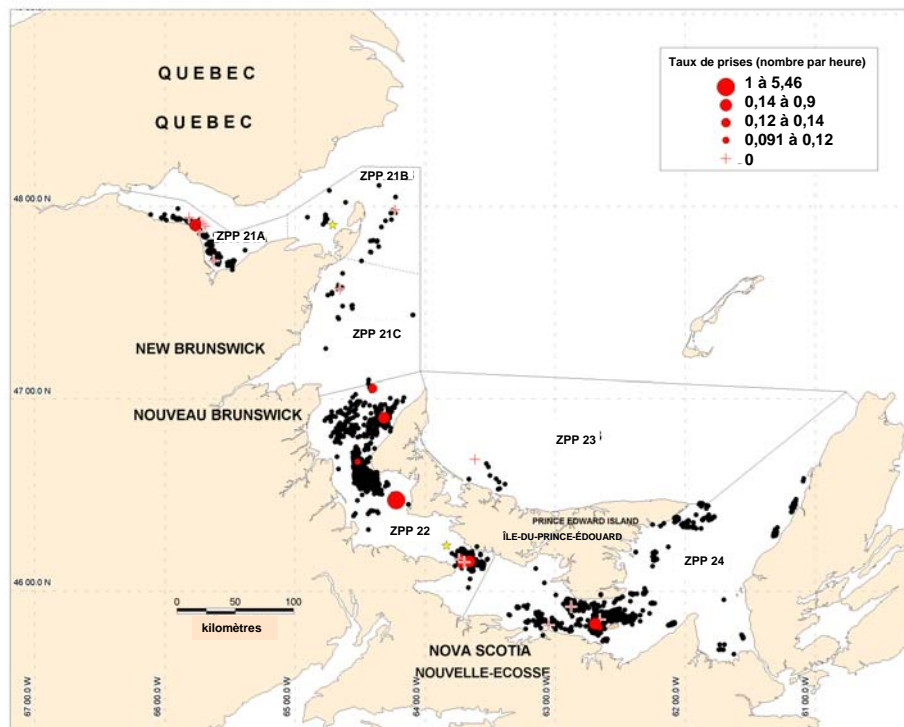 QUEBEC
QUEBEC
Taux de prises (nombre par heure)
1 à 5,46
0,14 à 0,9
0,12 à 0,14
0,091 à 0,12
0
ZPP 21B
48 00.0 N
ZPP 21A
ZPP 21C
NEW BRUNSWICK
47 00.0 N
NOUVEAU BRUNSWICK
ZPP 23
ZPP 22
PRINCE EDWARD ISLAND
ÎLE-DU-PRINCE-ÉDOUARD
ZPP 24
46 00.0 N
0 50 100
kilomètres
NOVA SCOTIA
NOUVELLE-ECOSSE
67 00.0 W
66 00.0 W
65 00.0 W
64 00.0 W
63 00.0 W
62 00.0 W
61 00.0 W